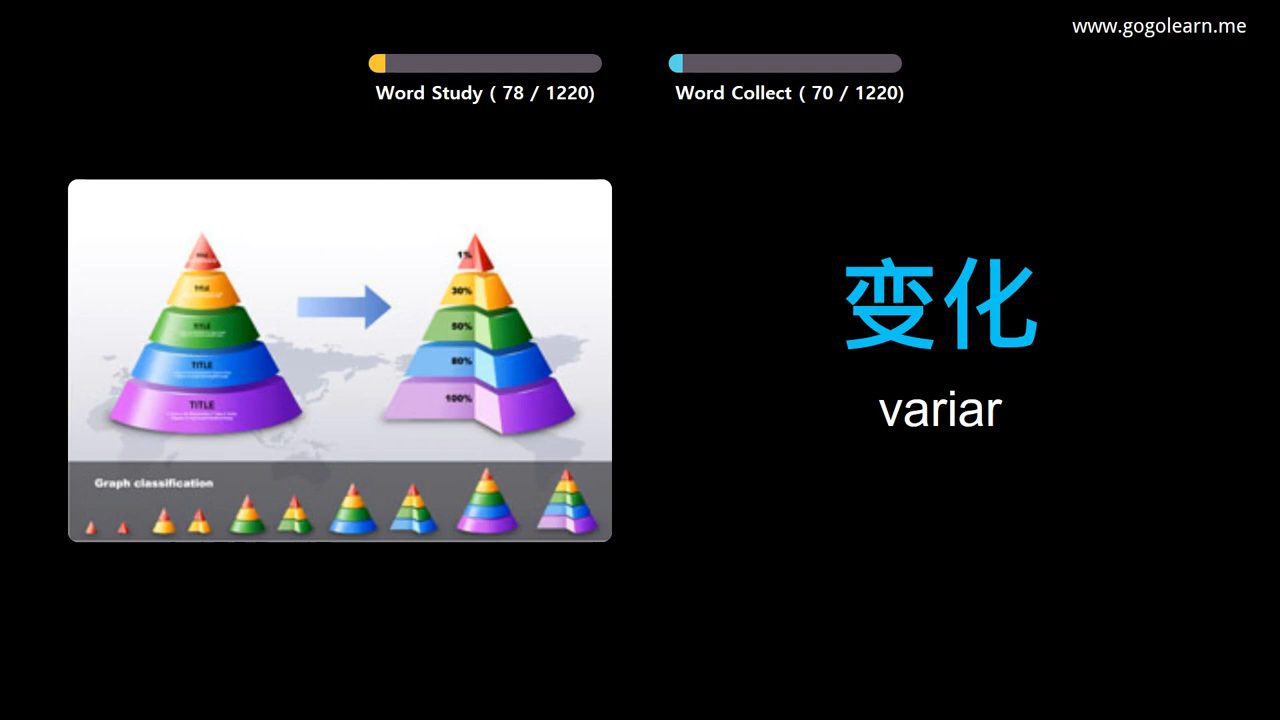 www.gogolearn.me
Word Study ( 78 / 1220)
Word Collect ( 70 / 1220)
变化
variar
TITLE
TITLE
TITLE
TITLE
1%
30%
50%
80%
100%
Graph classification